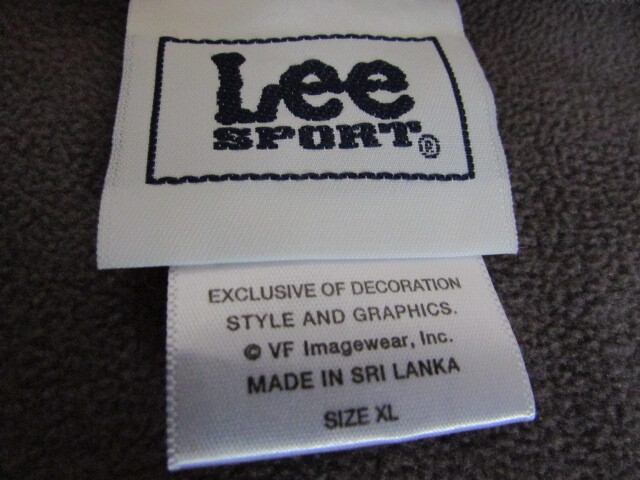 Lee
SPORT®
EXCLUSIVE OF DECORATION
STYLE AND GRAPHICS.
© VF Imagewear, Inc.
MADE IN SRI LANKA
SIZE XL